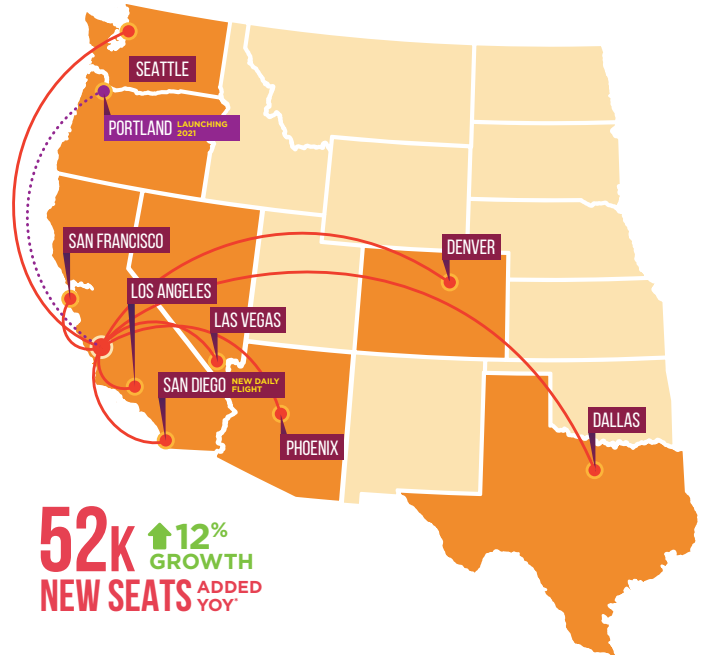 SEATTLE
PORTLAND LAUNCHING
2021
SAN FRANCISCO
DENVER
LOS ANGELES
LAS VEGAS
SAN DIEGO NEW DAILY
FLIGHT
DALLAS
PHOENIX
52K 12%
GROWTH
NEW SEATS ADDED
YOY*